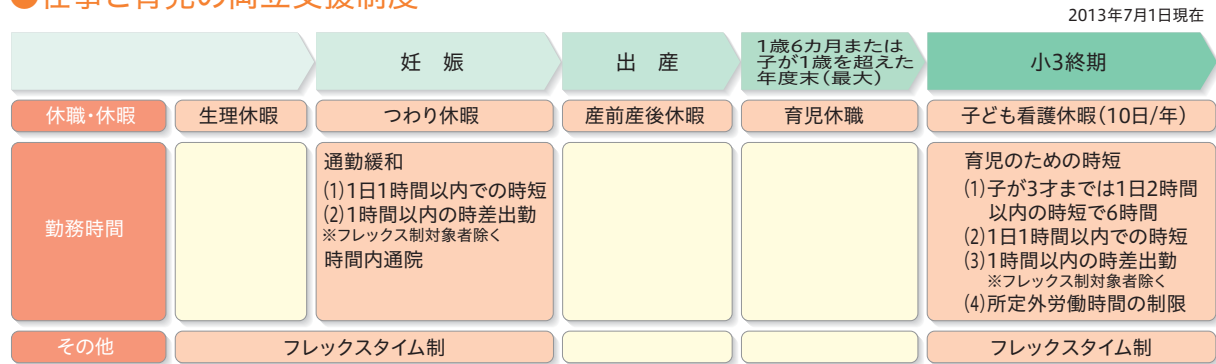 ●仕事と育児の両立支援制度
2013年7月1日現在
妊 娠
出 産
1歳6カ月または
子が1歳を超えた
年度末(最大)
小3終期
休職・休暇
生理休暇
つわり休暇
産前産後休暇
育児休職
子ども看護休暇(10日/年)
勤務時間
通勤緩和
(1)1日1時間以内での時短
(2)1時間以内の時差出勤
※フレックス制対象者除く
時間内通院
育児のための時短
(1)子が3才までは1日2時間
以内の時短で6時間
(2)1日1時間以内での時短
(3)1時間以内の時差出勤
※フレックス制対象者除く
(4)所定外労働時間の制限
その他
フレックスタイム制
フレックスタイム制